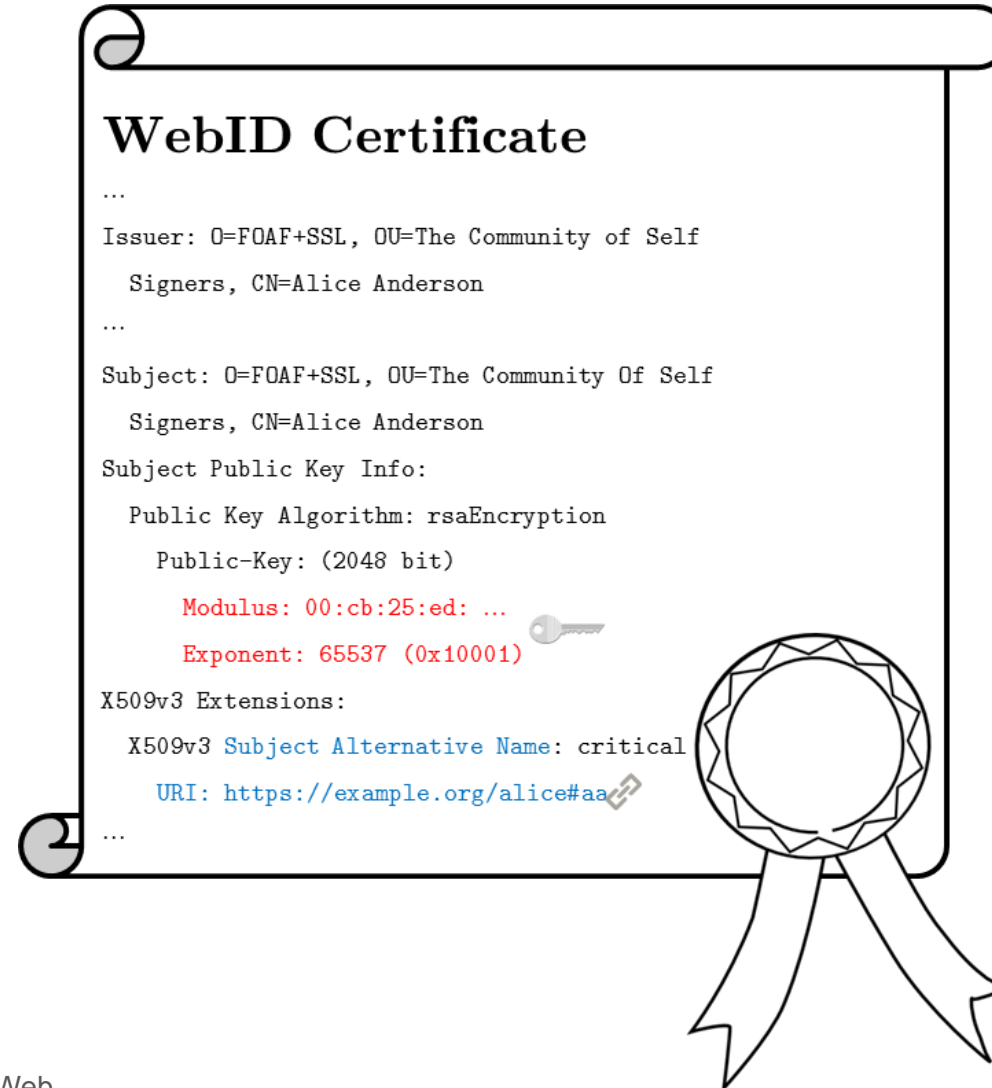 WebID Certificate
...
Issuer: O=FOAF+SSL, OU=The Community of Self
Signers, CN=Alice Anderson
...
Subject: O=FOAF+SSL, OU=The Community Of Self
Signers, CN=Alice Anderson
Subject Public Key Info:
Public Key Algorithm: rsaEncryption
Public-Key: (2048 bit)
Modulus: 00:cb:25:ed: ...
Exponent: 65537 (0x10001)
X509v3 Extensions:
X509v3 Subject Alternative Name: critical
URI: https://example.org/alice#aa
...
Web